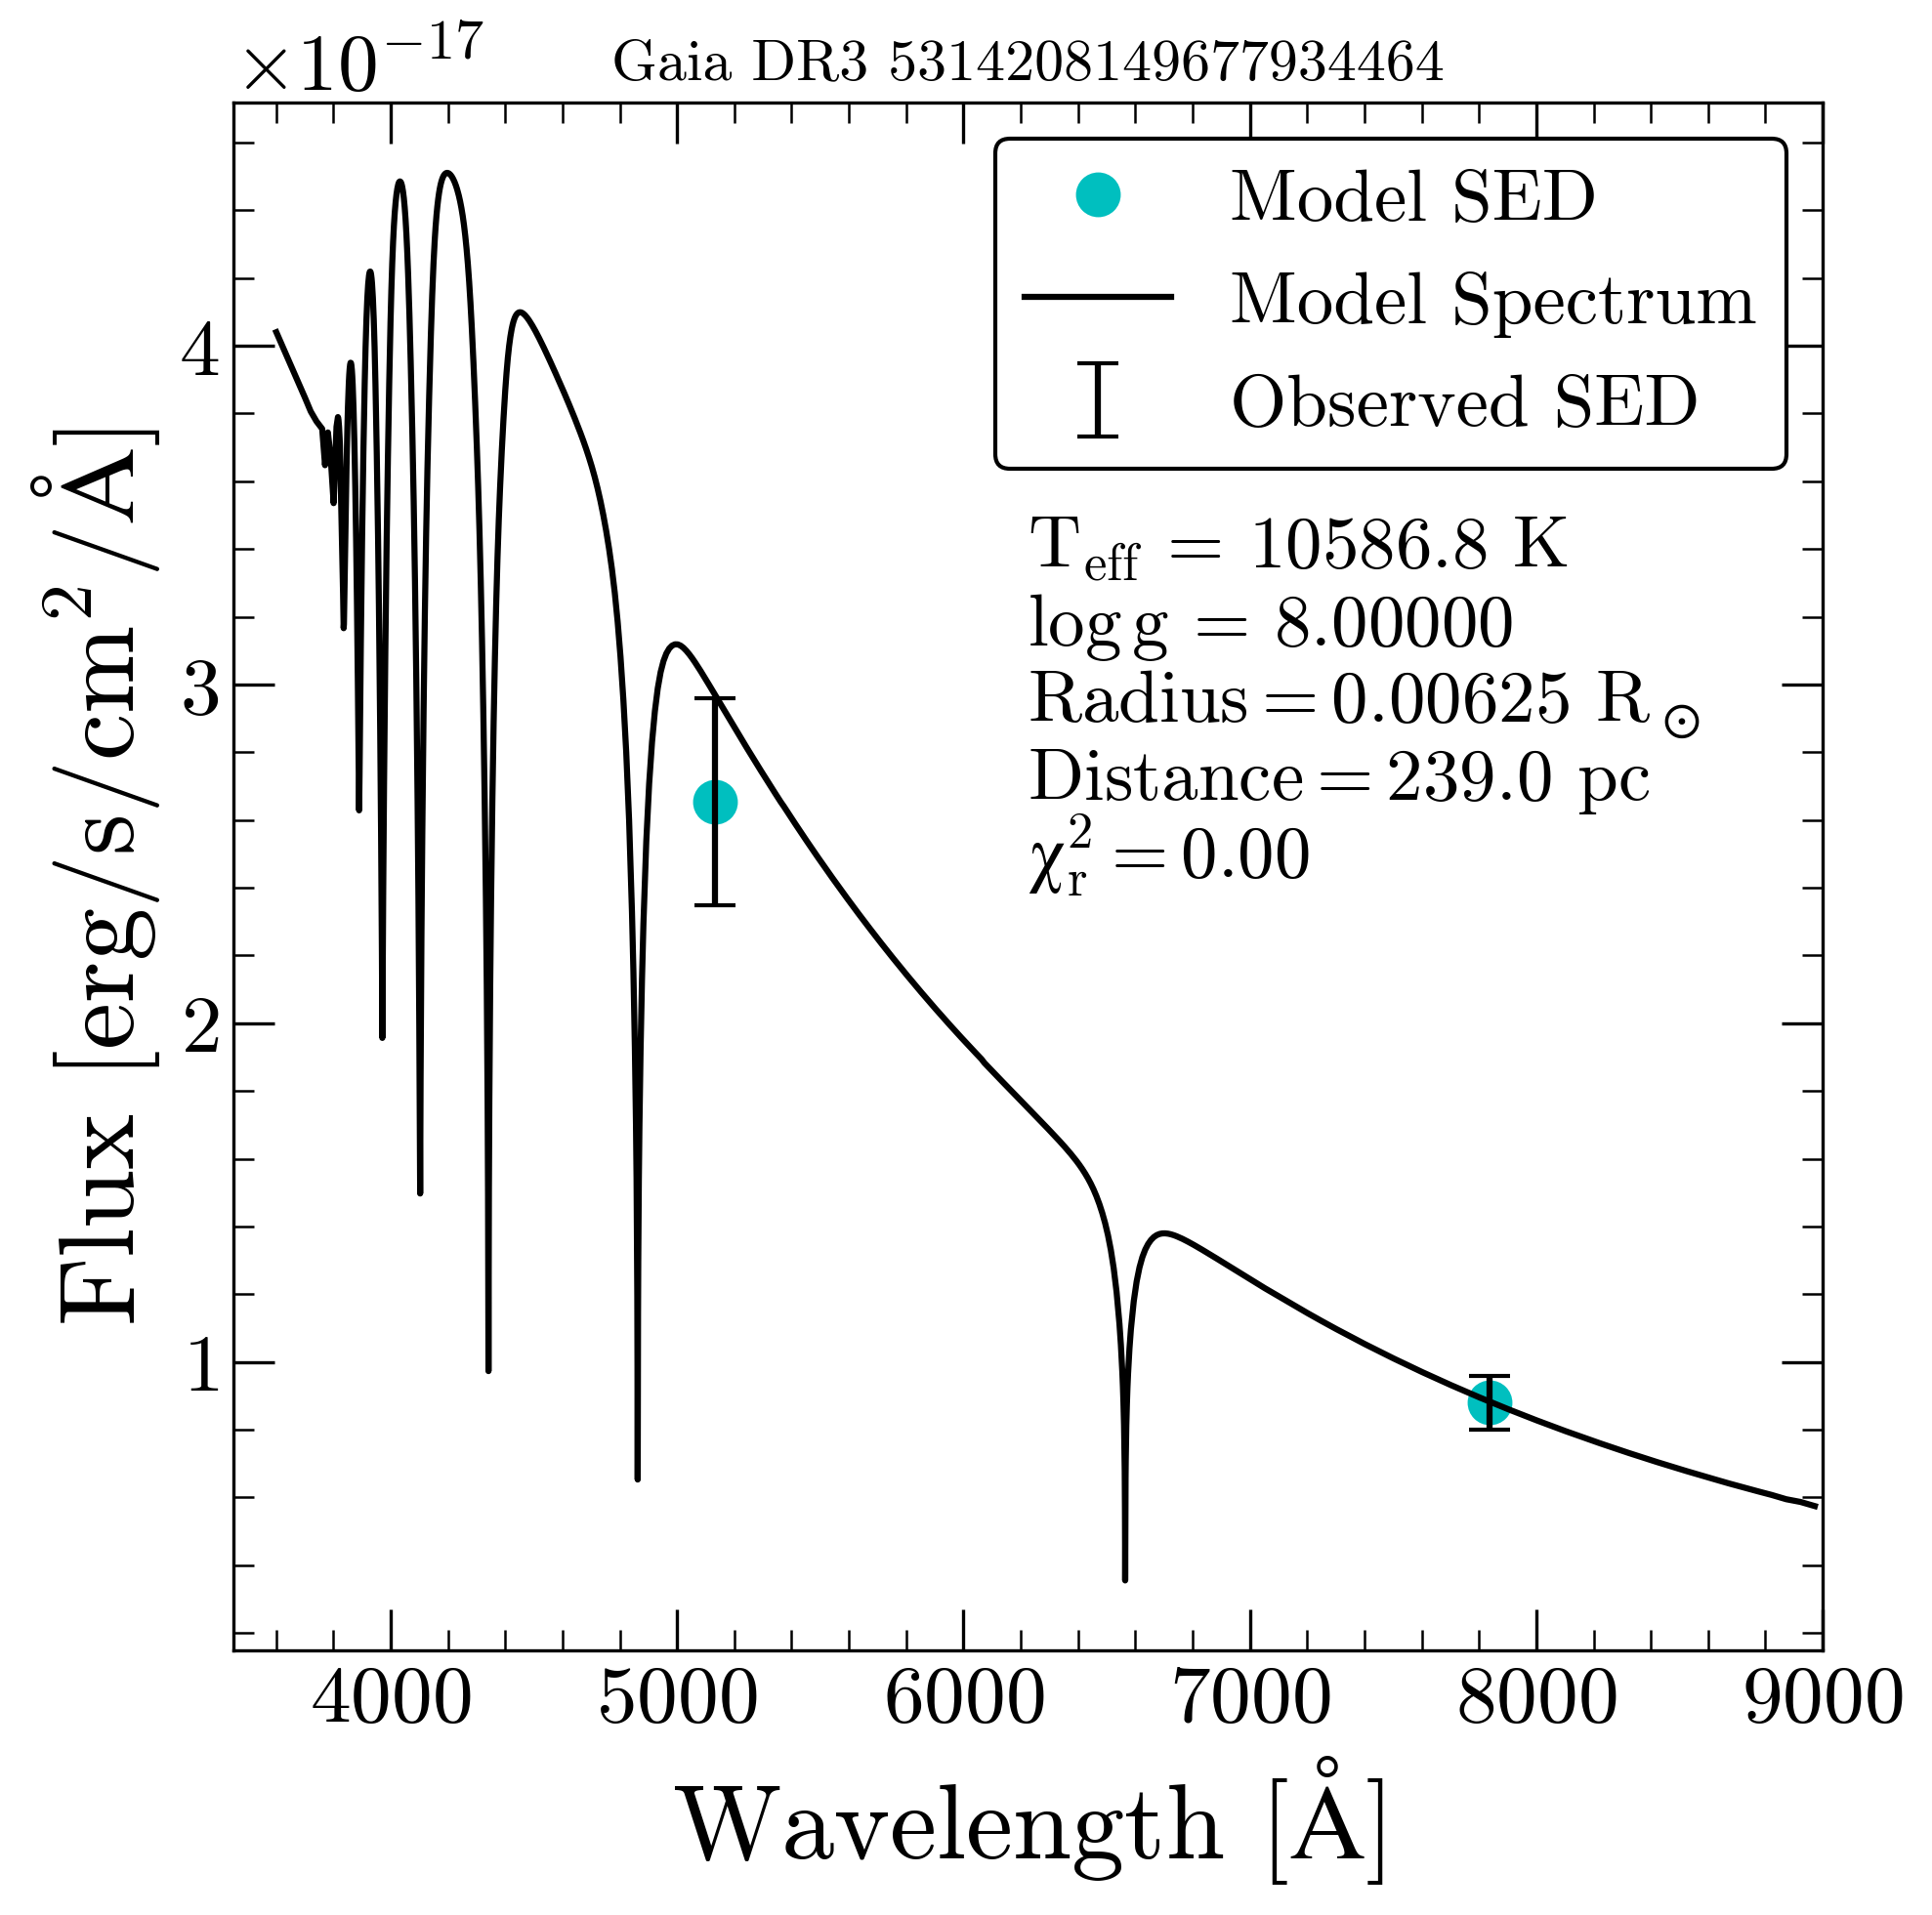 ×10⁻¹⁷
Gaia DR3 5314208149677934464
Model SED
Model Spectrum
Observed SED
T_eff = 10586.8 K
log g = 8.00000
Radius = 0.00625 R_⊙
Distance = 239.0 pc
χ²_r = 0.00
Flux [erg/s/cm²/Å]
4
3
2
1
4000 5000 6000 7000 8000 9000
Wavelength [Å]